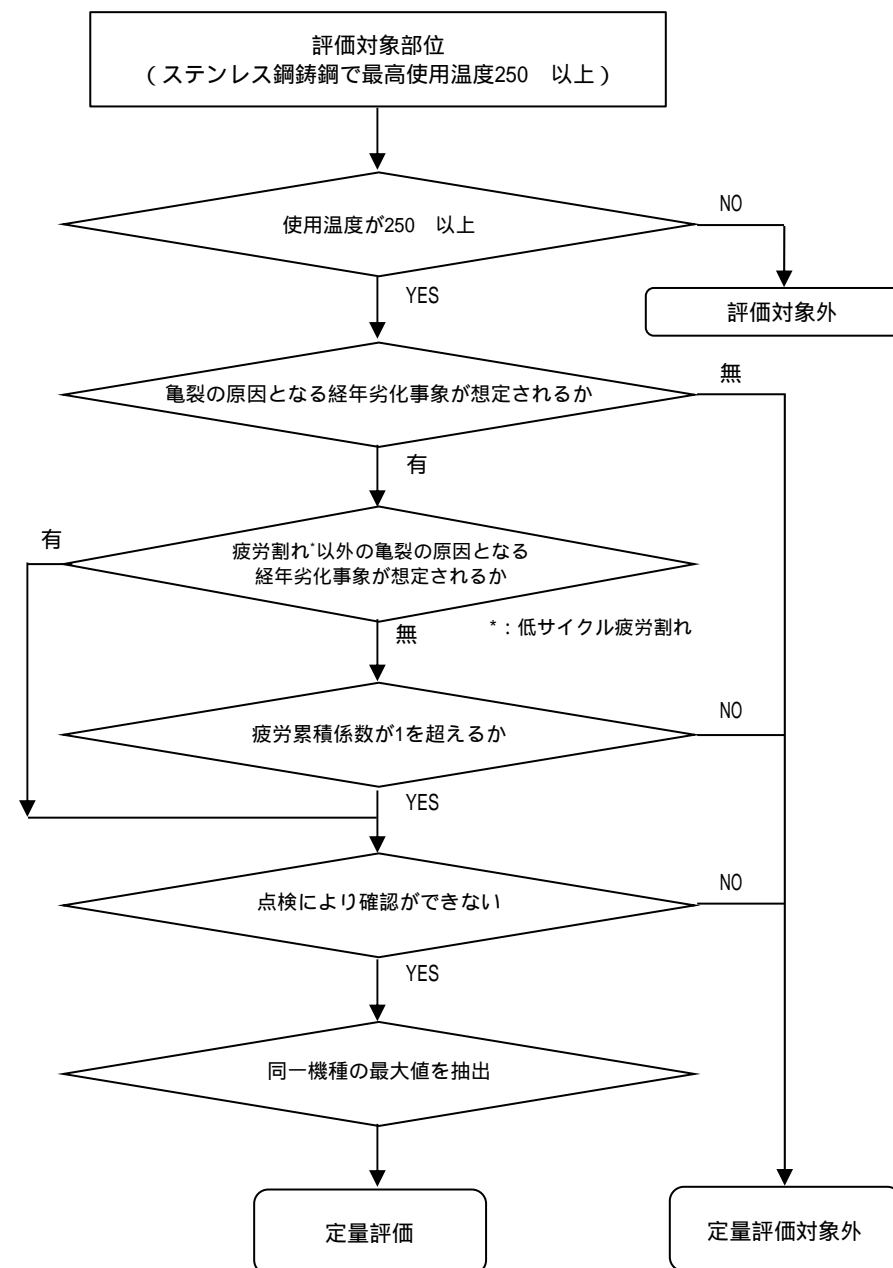 評価対象部位
（ステンレス鋼鋳鋼で最高使用温度250　以上）
使用温度が250　以上
NO
YES
評価対象外
亀裂の原因となる経年劣化事象が想定されるか
無
有
有
疲労割れ*以外の亀裂の原因となる
経年劣化事象が想定されるか
無
*：低サイクル疲労割れ
疲労累積係数が1を超えるか
NO
YES
点検により確認ができない
NO
YES
同一機種の最大値を抽出
定量評価
定量評価対象外